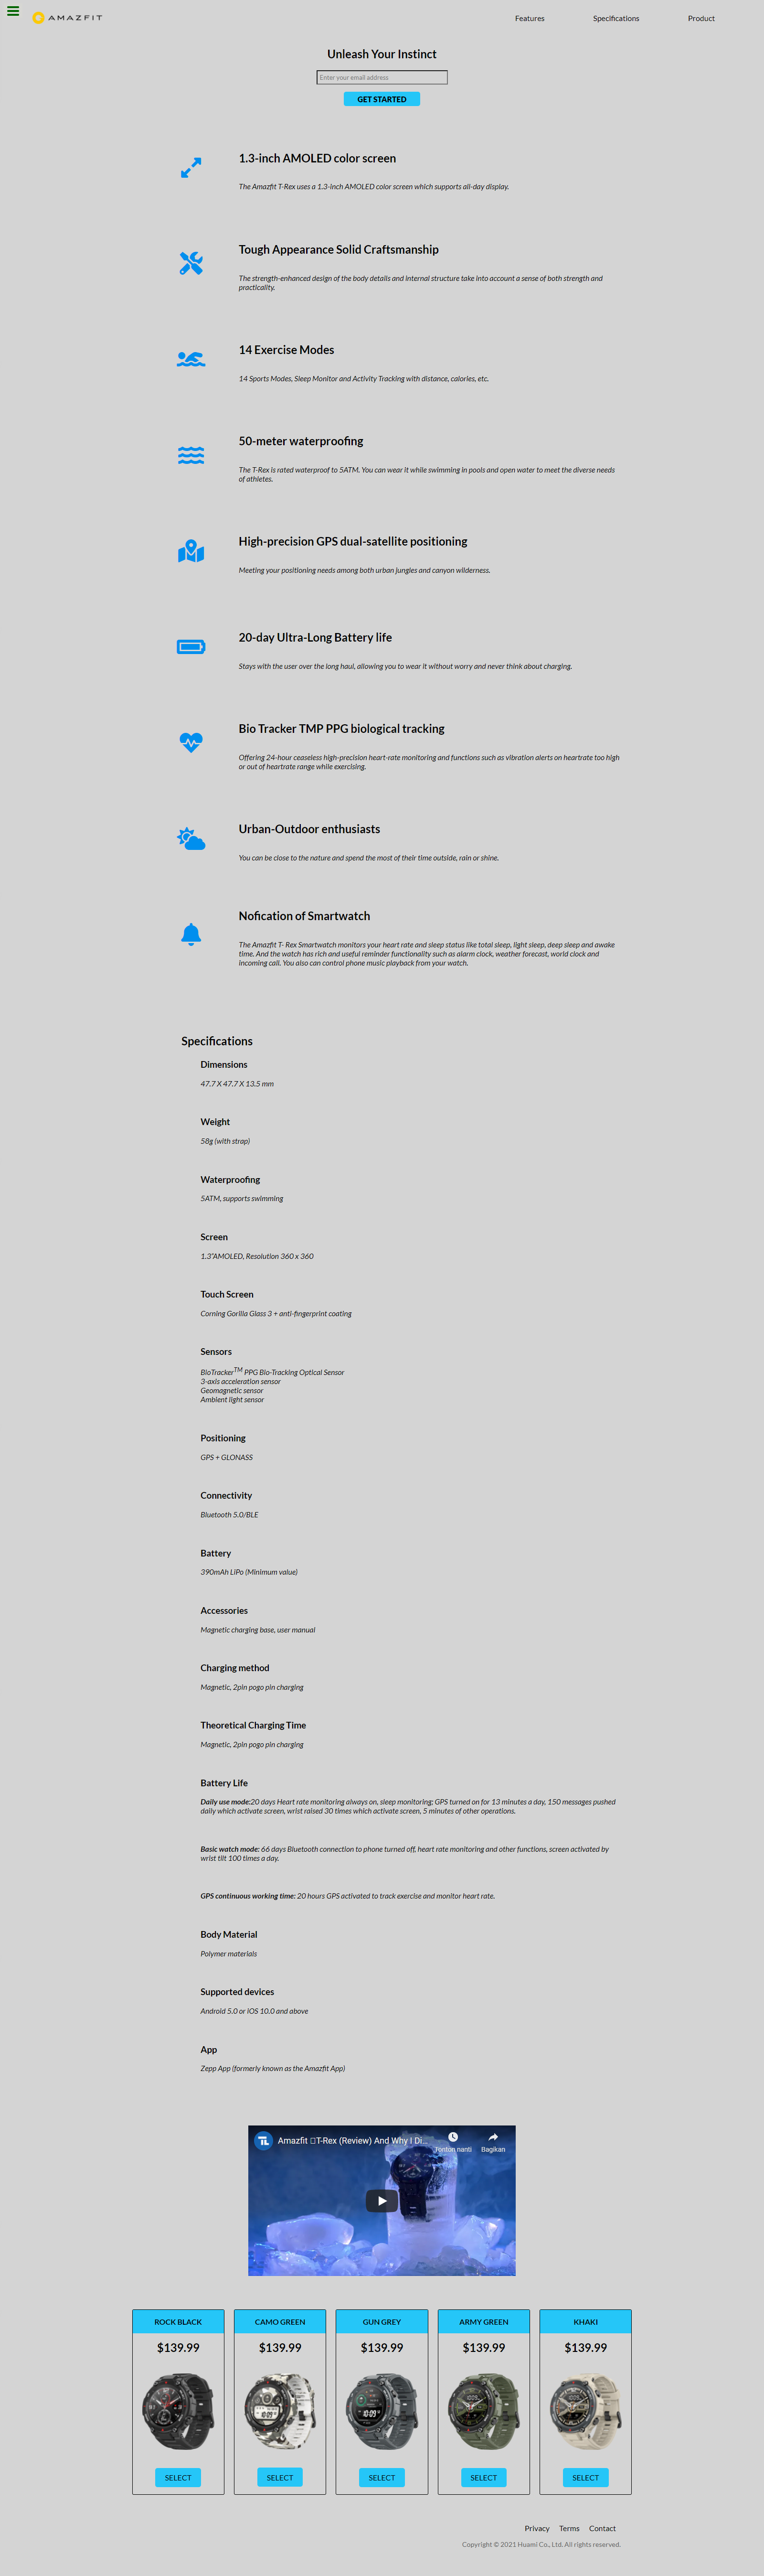 AMAZFIT
Features Specifications Product
Unleash Your Instinct
Enter your email address
GET STARTED
1.3-inch AMOLED color screen
The Amazfit T-Rex uses a 1.3-inch AMOLED color screen which supports all-day display.
Tough Appearance Solid Craftsmanship
The strength-enhanced design of the body details and internal structure take into account a sense of both strength and
practicality.
14 Exercise Modes
14 Sports Modes, Sleep Monitor and Activity Tracking with distance, calories, etc.
50-meter waterproofing
The T-Rex is rated waterproof to 5ATM. You can wear it while swimming in pools and open water to meet the diverse needs
of athletes.
High-precision GPS dual-satellite positioning
Meeting your positioning needs among both urban jungles and canyon wilderness.
20-day Ultra-Long Battery life
Stays with the user over the long haul, allowing you to wear it without worry and never think about charging.
Bio Tracker TMP PPG biological tracking
Offering 24-hour ceaseless high-precision heart-rate monitoring and functions such as vibration alerts on heartrate too high
or out of heartrate range while exercising.
Urban-Outdoor enthusiasts
You can be close to the nature and spend the most of their time outside, rain or shine.
Nofication of Smartwatch
The Amazfit T- Rex Smartwatch monitors your heart rate and sleep status like total sleep, light sleep, deep sleep and awake
time. And the watch has rich and useful reminder functionality such as alarm clock, weather forecast, world clock and
incoming call. You also can control phone music playback from your watch.
Specifications
Dimensions
47.7 X 47.7 X 13.5 mm
Weight
58g (with strap)
Waterproofing
5ATM, supports swimming
Screen
1.3"AMOLED, Resolution 360 x 360
Touch Screen
Corning Gorilla Glass 3 + anti-fingerprint coating
Sensors
BioTracker™ PPG Bio-Tracking Optical Sensor
3-axis acceleration sensor
Geomagnetic sensor
Ambient light sensor
Positioning
GPS + GLONASS
Connectivity
Bluetooth 5.0/BLE
Battery
390mAh LiPo (Minimum value)
Accessories
Magnetic charging base, user manual
Charging method
Magnetic, 2pin pogo pin charging
Theoretical Charging Time
Magnetic, 2pin pogo pin charging
Battery Life
Daily use mode:20 days Heart rate monitoring always on, sleep monitoring; GPS turned on for 13 minutes a day, 150 messages pushed
daily which activate screen, wrist raised 30 times which activate screen, 5 minutes of other operations.
Basic watch mode: 66 days Bluetooth connection to phone turned off, heart rate monitoring and other functions, screen activated by
wrist tilt 100 times a day.
GPS continuous working time: 20 hours GPS activated to track exercise and monitor heart rate.
Body Material
Polymer materials
Supported devices
Android 5.0 or iOS 10.0 and above
App
Zepp App (formerly known as the Amazfit App)
Amazfit T-Rex (Review) And Why I Di...
Tonton nanti Bagikan
ROCK BLACK CAMO GREEN GUN GREY ARMY GREEN KHAKI
$139.99 $139.99 $139.99 $139.99 $139.99
SELECT SELECT SELECT SELECT SELECT
Privacy Terms Contact
Copyright © 2021 Huami Co., Ltd. All rights reserved.